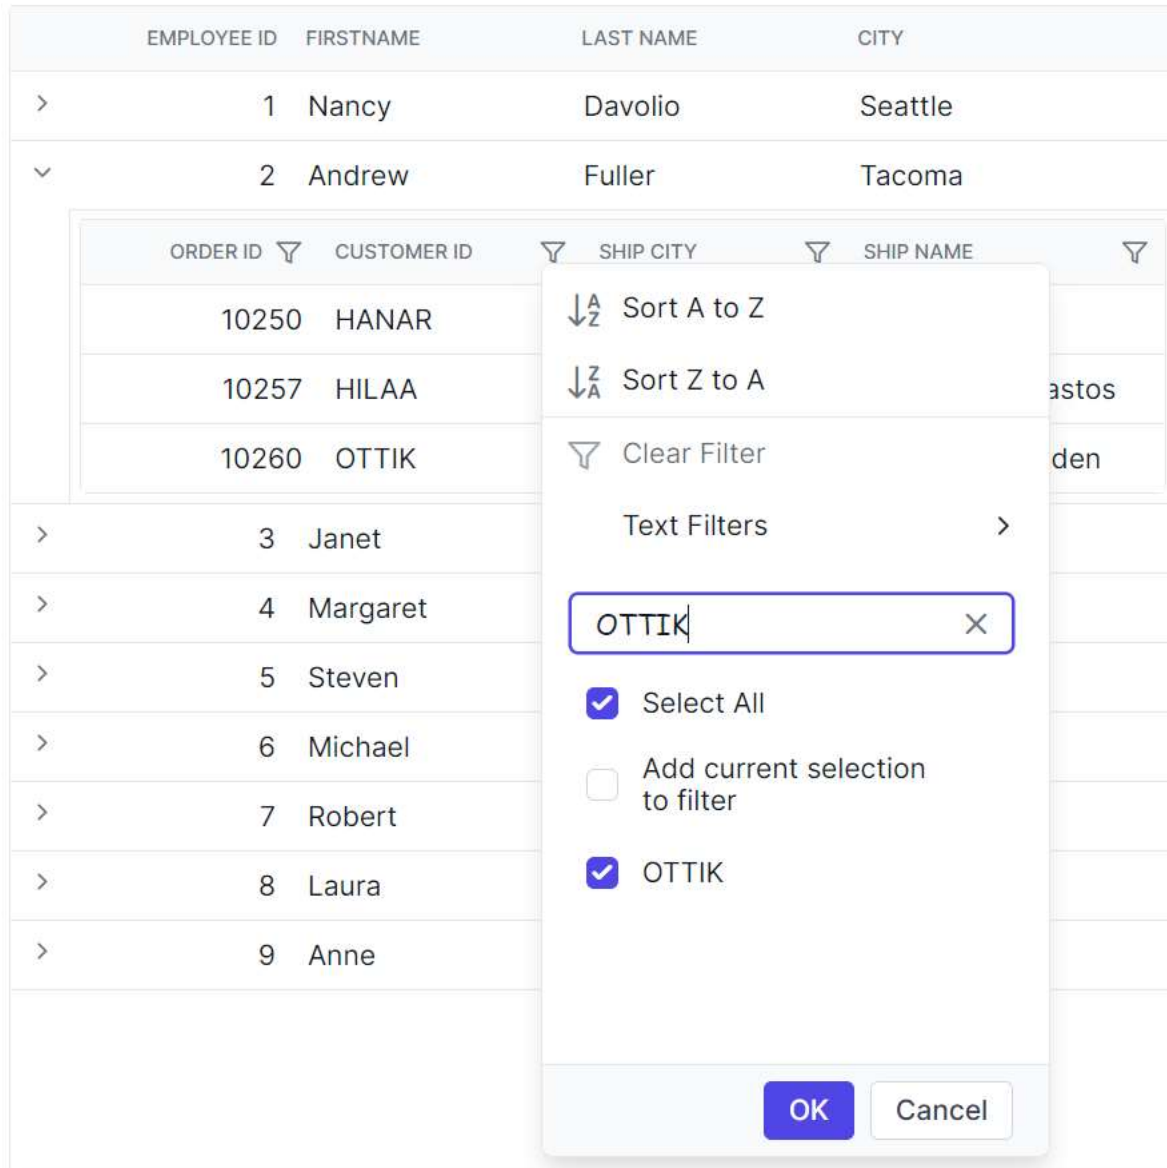 EMPLOYEE ID FIRSTNAME LAST NAME CITY
1 Nancy Davolio Seattle
2 Andrew Fuller Tacoma
ORDER ID CUSTOMER ID SHIP CITY SHIP NAME
10250 HANAR
10257 HILAA astos
10260 OTTIK den
3 Janet
4 Margaret
5 Steven
6 Michael
7 Robert
8 Laura
9 Anne
Sort A to Z
Sort Z to A
Clear Filter
Text Filters
OTTIK
Select All
Add current selection
to filter
OTTIK
OK Cancel